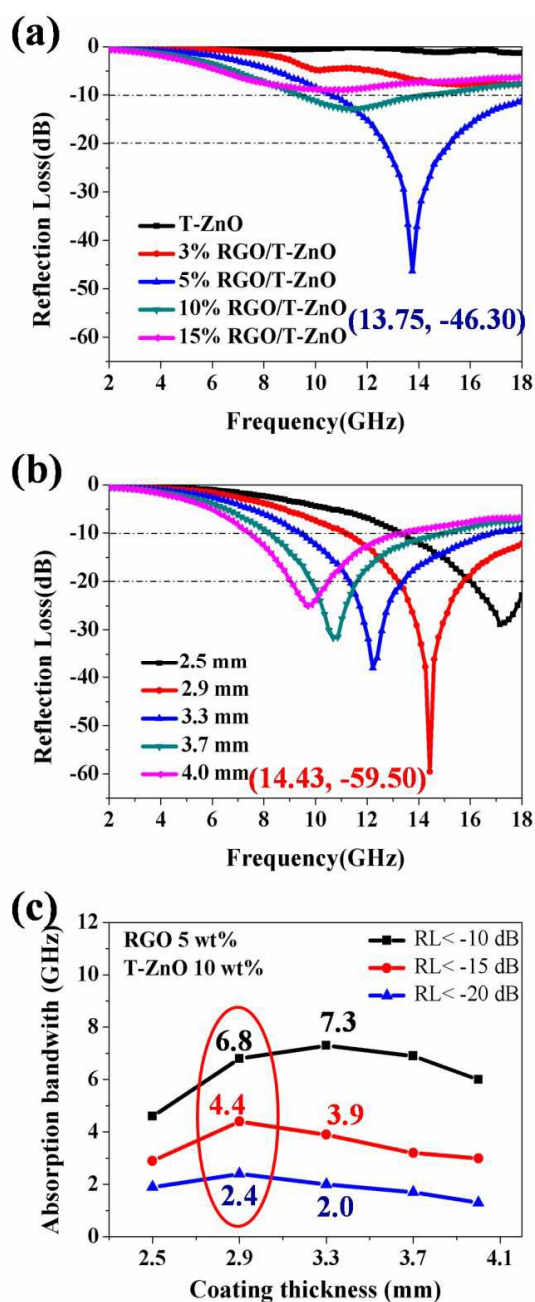 (a)
0
-10
-20
-30
-40
-50
-60
Reflection Loss(dB)
T-ZnO
3% RGO/T-ZnO
5% RGO/T-ZnO
10% RGO/T-ZnO
15% RGO/T-ZnO
(13.75, -46.30)
2 4 6 8 10 12 14 16 18
Frequency(GHz)
(b)
0
-10
-20
-30
-40
-50
-60
Reflection Loss(dB)
2.5 mm
2.9 mm
3.3 mm
3.7 mm
4.0 mm
(14.43, -59.50)
2 4 6 8 10 12 14 16 18
Frequency(GHz)
(c)
12
10
8
6
4
2
0
Absorption bandwith (GHz)
RGO 5 wt%
T-ZnO 10 wt%
RL< -10 dB
RL< -15 dB
RL< -20 dB
6.8 7.3
4.4 3.9
2.4 2.0
2.5 2.9 3.3 3.7 4.1
Coating thickness (mm)